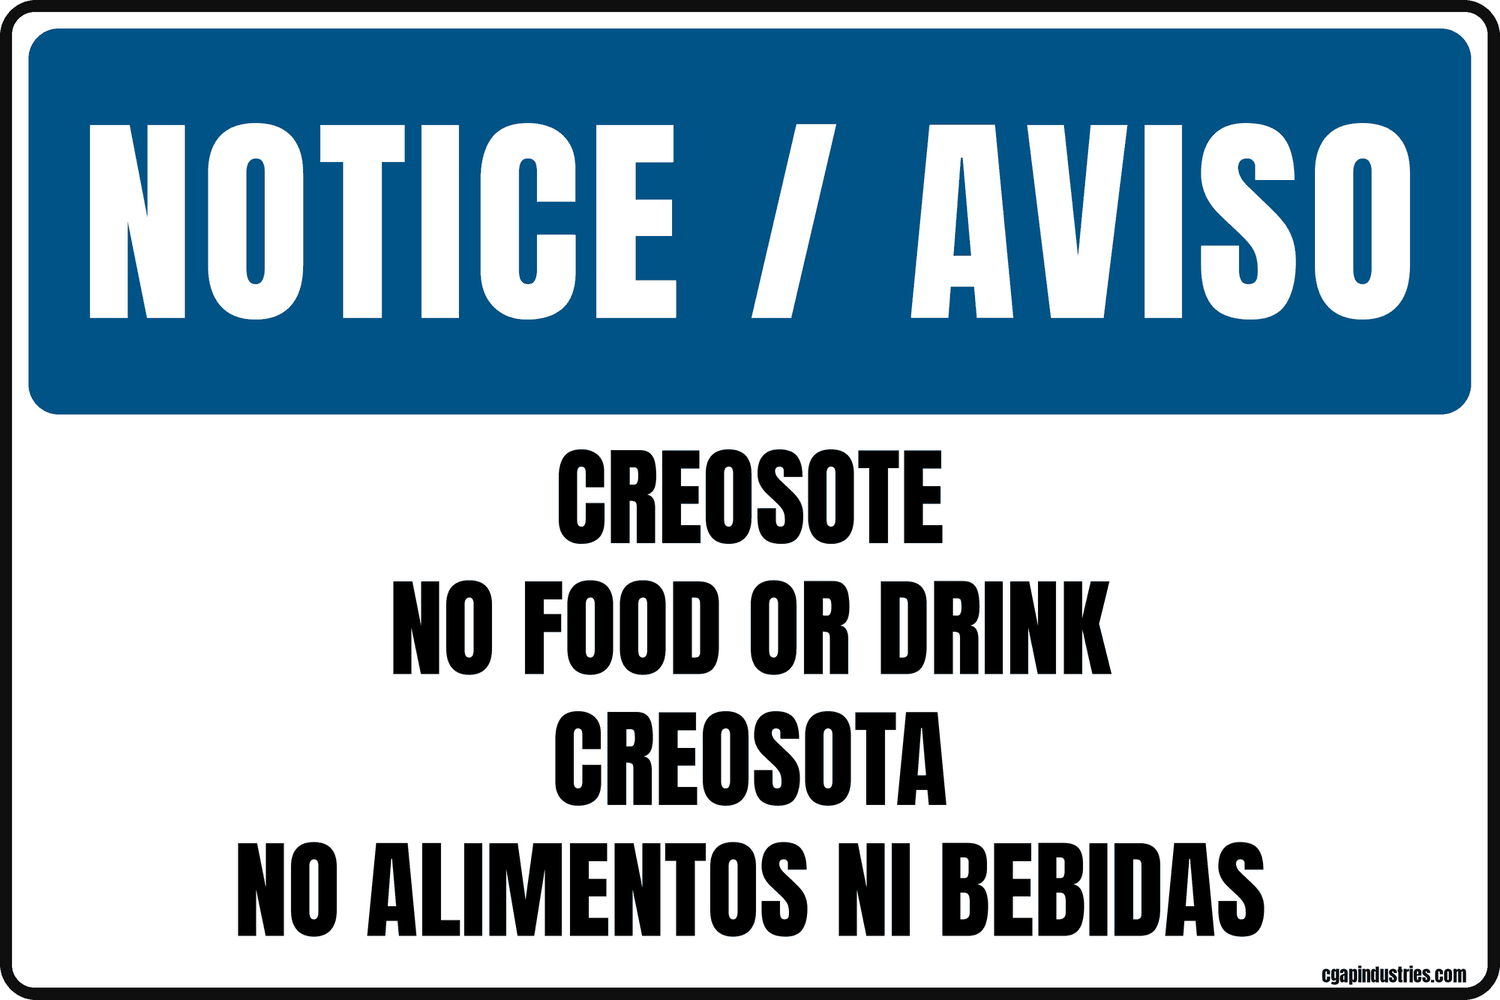 NOTICE / AVISO
CREOSOTE
NO FOOD OR DRINK
CREOSOTA
NO ALIMENTOS NI BEBIDAS
cgapindustries.com